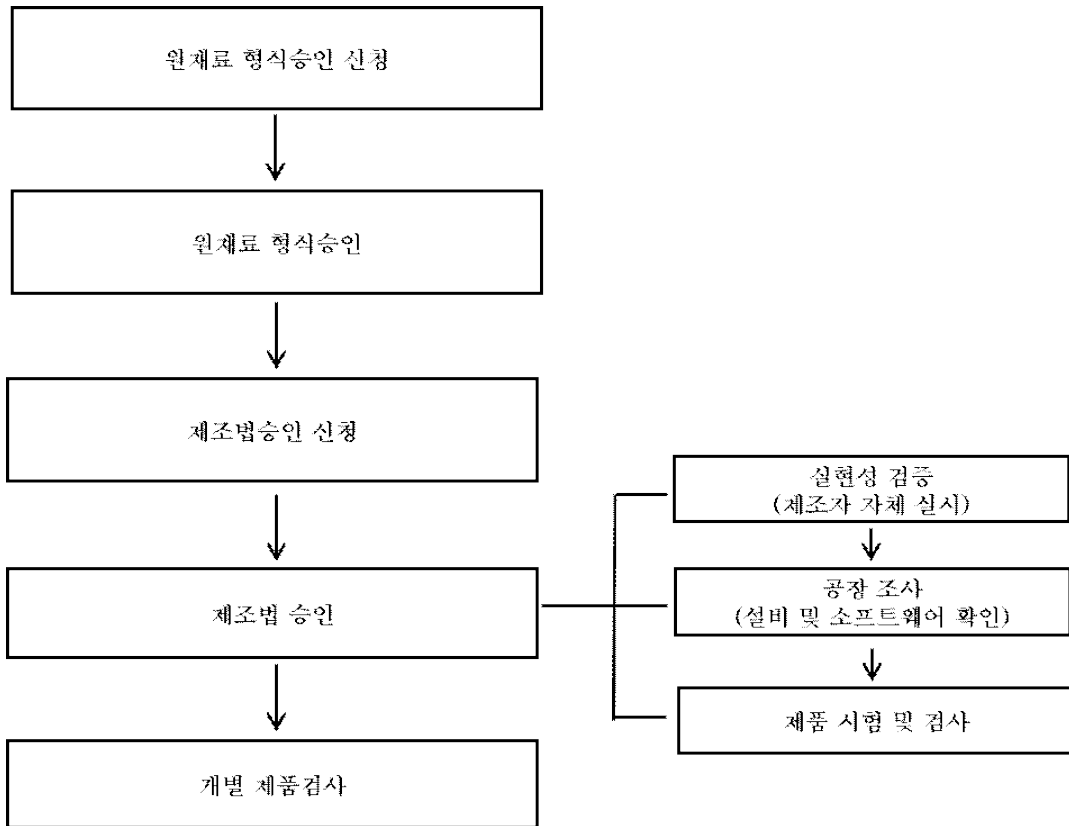 원재료 형식승인 신청
원재료 형식승인
제조법승인 신청
제조법 승인
개별 제품검사
실현성 검증
(제조자 자체 실시)
공장 조사
(설비 및 소프트웨어 확인)
제품 시험 및 검사